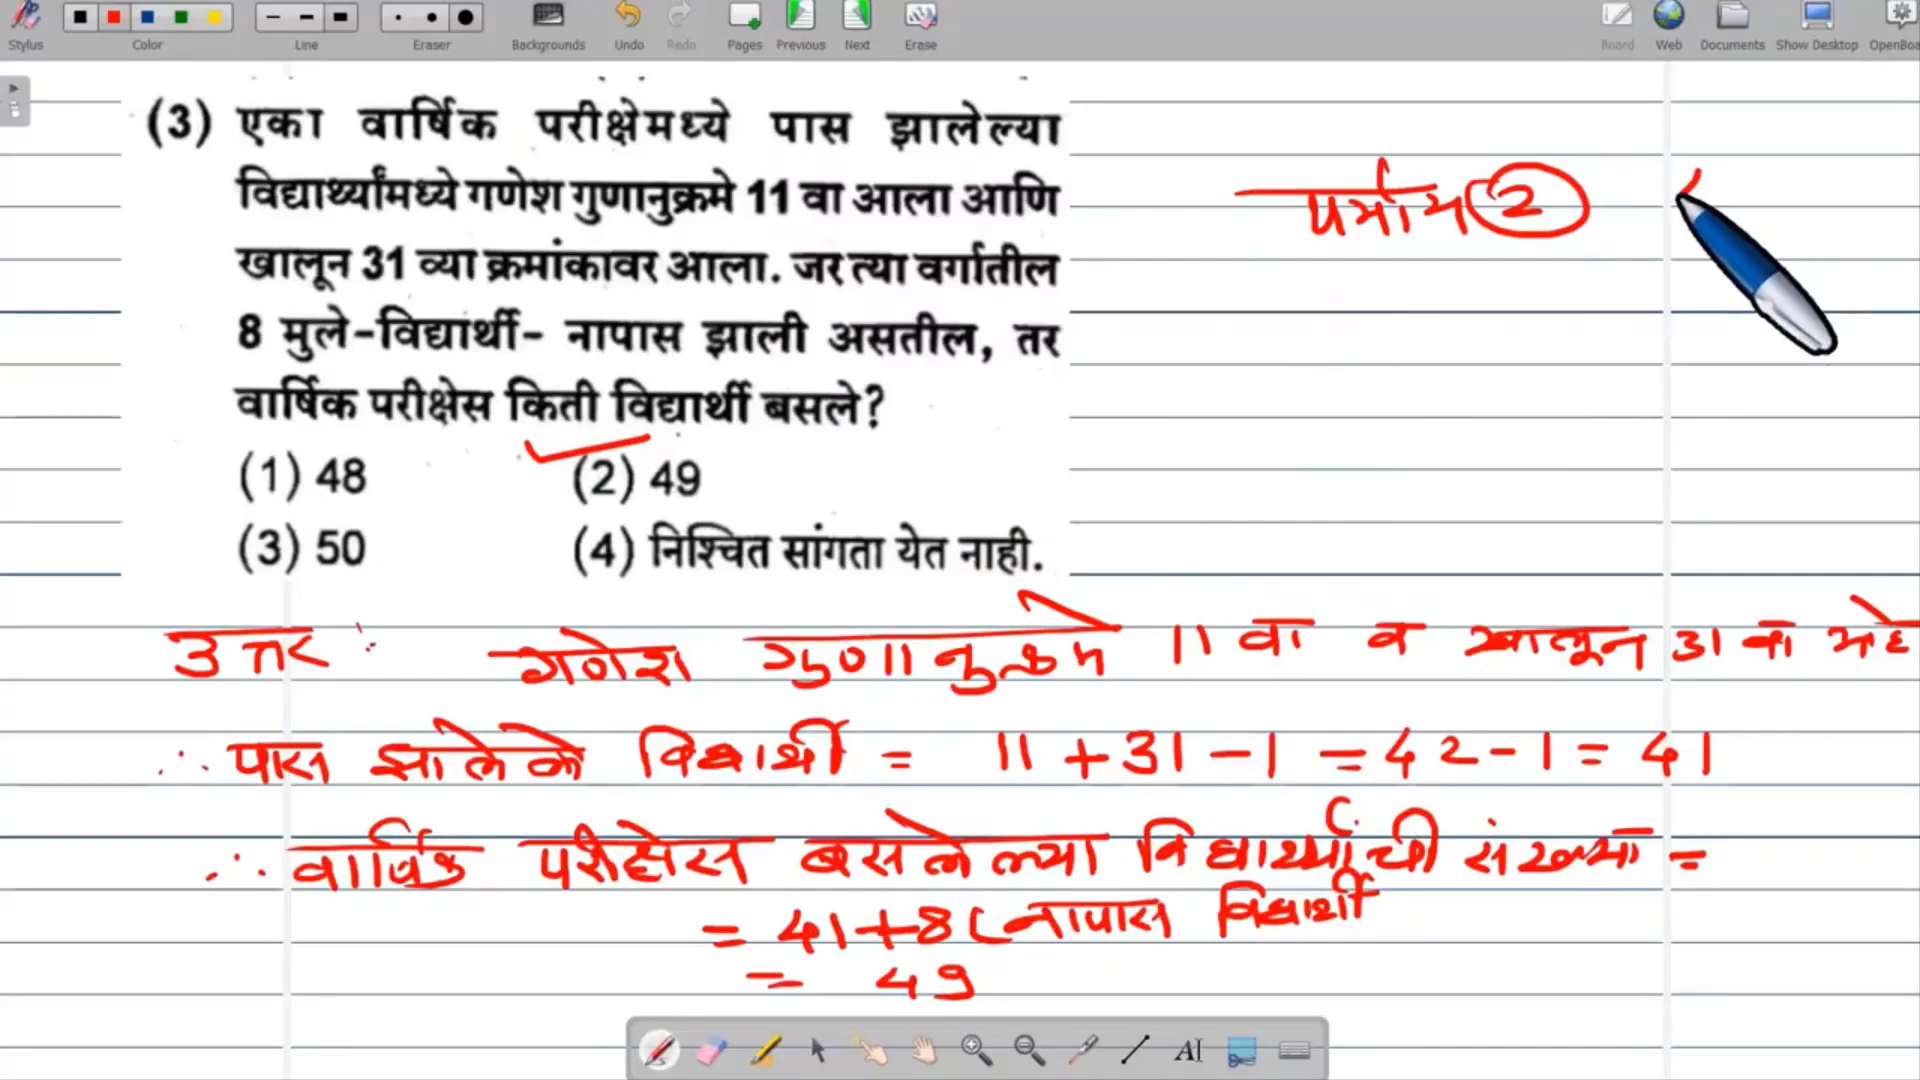 Stylus
Color
Line
Eraser
Backgrounds
Undo
Redo
Pages
Previous
Next
Erase
Board
Web
Documents
Show Desktop
OpenBoa
(3) एका वार्षिक परीक्षेमध्ये पास झालेल्या
विद्यार्थ्यांमध्ये गणेश गुणानुक्रमे 11 वा आला आणि
खालून 31 व्या क्रमांकावर आला. जर त्या वर्गातील
8 मुले-विद्यार्थी- नापास झाली असतील, तर
वार्षिक परीक्षेस किती विद्यार्थी बसले?
(1) 48 (2) 49
(3) 50 (4) निश्चित सांगता येत नाही.
पर्याय 2
उत्तर : गणेश गुणानुक्रमे 11 वा व खालून 31 वा आहे
∴ पास झालेले विद्यार्थी = 11 + 31 - 1 = 42 - 1 = 41
∴ वार्षिक परीक्षेस बसलेल्या विद्यार्थ्यांची संख्या =
= 41 + 8 ( नापास विद्यार्थी
= 49